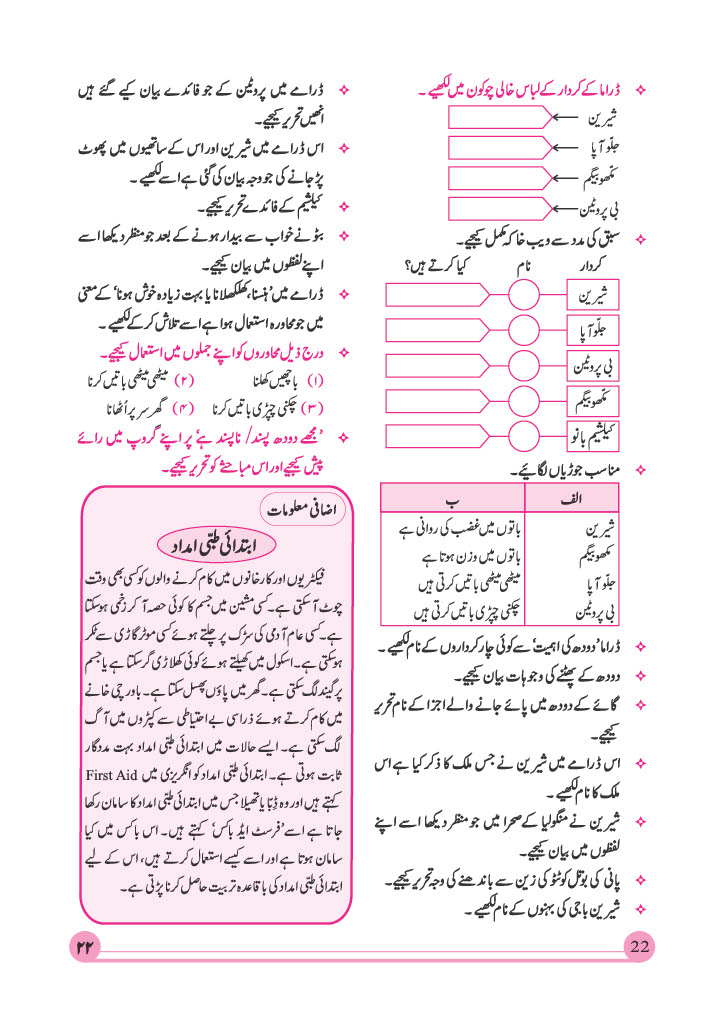 ڈراما کے کردار کے لباس خالی چوکون میں لکھیے۔
شیرین
جلّو آپا
مکھو بیگم
بی پروٹین
سبق کی مدد سے ویب خاکہ مکمل کیجیے۔
کردار نام کیا کرتے ہیں؟
شیرین
جلّو آپا
بی پروٹین
مکھو بیگم
کیلشیم بانو
مناسب جوڑیاں لگائیے۔
الف ب
شیرین باتوں میں غضب کی روانی ہے
مکھو بیگم باتوں میں وزن ہوتا ہے
جلّو آپا میٹھی میٹھی باتیں کرتی ہیں
بی پروٹین چکنی چپڑی باتیں کرتی ہیں
ڈراما ’دودھ کی اہمیت‘ سے کوئی چار کرداروں کے نام لکھیے۔
دودھ کے پھٹنے کی وجوہات بیان کیجیے۔
گائے کے دودھ میں پائے جانے والے اجزا کے نام تحریر
کیجیے۔
اس ڈرامے میں شیرین نے جس ملک کا ذکر کیا ہے اس
ملک کا نام لکھیے۔
شیرین نے منگولیا کے صحرا میں جو منظر دیکھا اسے اپنے
لفظوں میں بیان کیجیے۔
پانی کی بوتل کو ٹٹو کی زین سے باندھنے کی وجہ تحریر کیجیے۔
شیرین باجی کی بہنوں کے نام لکھیے۔
ڈرامے میں پروٹین کے جو فائدے بیان کیے گئے ہیں
انھیں تحریر کیجیے۔
اس ڈرامے میں شیرین اور اس کے ساتھیوں میں پھوٹ
پڑ جانے کی جو وجہ بیان کی گئی ہے اسے لکھیے۔
کیلشیم کے فائدے تحریر کیجیے۔
بٹو نے خواب سے بیدار ہونے کے بعد جو منظر دیکھا اسے
اپنے لفظوں میں بیان کیجیے۔
ڈرامے میں ’ہنسنا، کھلکھلانا یا بہت زیادہ خوش ہونا‘ کے معنی
میں جو محاورہ استعمال ہوا ہے اسے تلاش کر کے لکھیے۔
درج ذیل محاوروں کو اپنے جملوں میں استعمال کیجیے۔
(۱) باچھیں کھلنا (۲) میٹھی میٹھی باتیں کرنا
(۳) چکنی چپڑی باتیں کرنا (۴) گھر سر پر اُٹھانا
’مجھے دودھ پسند / ناپسند ہے‘ پر اپنے گروپ میں رائے
پیش کیجیے اور اس مباحثے کو تحریر کیجیے۔
اضافی معلومات
ابتدائی طبّی امداد
فیکٹریوں اور کارخانوں میں کام کرنے والوں کو کسی بھی وقت
چوٹ آسکتی ہے۔ کسی مشین میں جسم کا کوئی حصہ آ کر زخمی ہوسکتا
ہے۔ کسی عام آدمی کی سڑک پر چلتے ہوئے کسی موٹر گاڑی سے ٹکر
ہوسکتی ہے۔ اسکول میں کھیلتے ہوئے کوئی کھلاڑی گر سکتا ہے یا جسم
پر گیند لگ سکتی ہے۔ گھر میں پاؤں پھسل سکتا ہے۔ باورچی خانے
میں کام کرتے ہوئے ذرا سی بے احتیاطی سے کپڑوں میں آگ
لگ سکتی ہے۔ ایسے حالات میں ابتدائی طبّی امداد بہت مددگار
ثابت ہوتی ہے۔ ابتدائی طبّی امداد کو انگریزی میں First Aid
کہتے ہیں اور وہ ڈبّا یا تھیلا جس میں ابتدائی طبّی امداد کا سامان رکھا
جاتا ہے اسے ’فرسٹ ایڈ باکس‘ کہتے ہیں۔ اس باکس میں کیا
سامان ہوتا ہے اور اسے کیسے استعمال کرتے ہیں، اس کے لیے
ابتدائی طبّی امداد کی باقاعدہ تربیت حاصل کرنا پڑتی ہے۔
22
۲۲